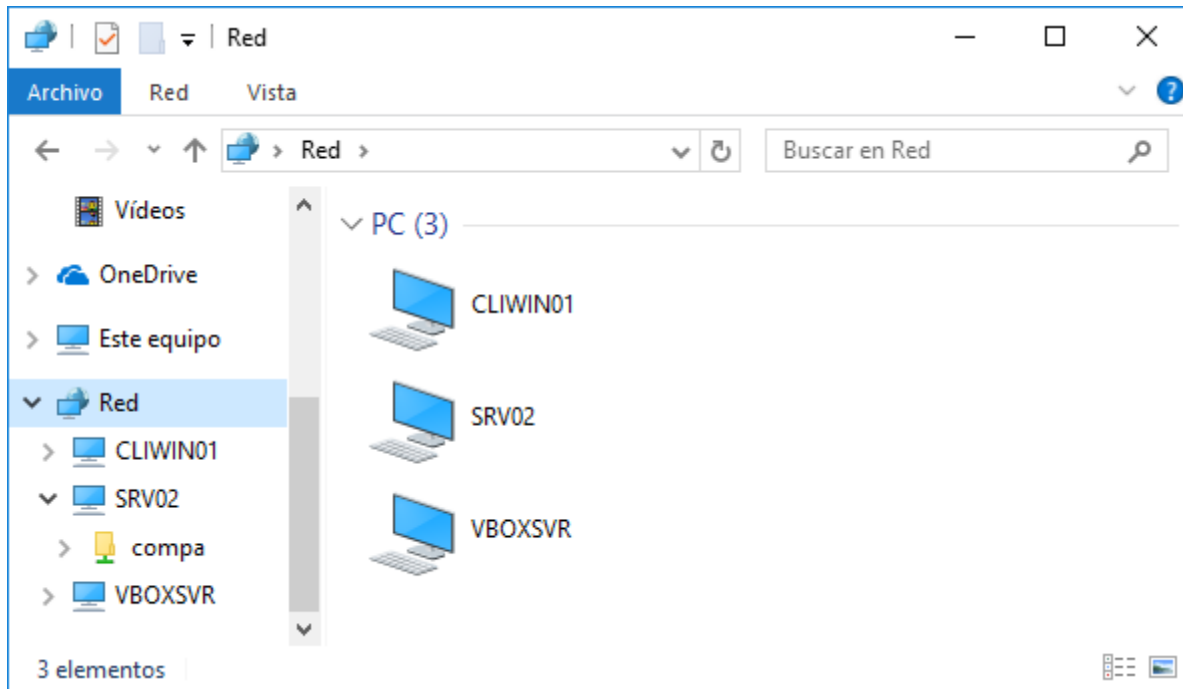 Red
Archivo Red Vista
Red
Buscar en Red
Vídeos
OneDrive
Este equipo
Red
CLIWIN01
SRV02
compa
VBOXSVR
PC (3)
CLIWIN01
SRV02
VBOXSVR
3 elementos